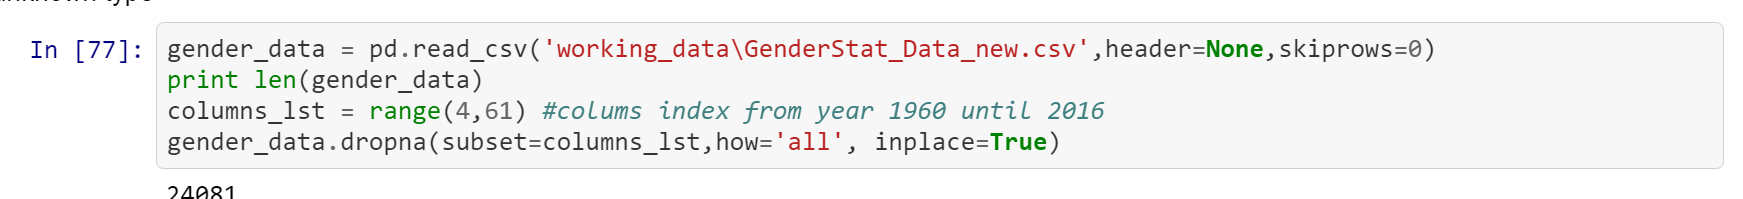 In [77]: gender_data = pd.read_csv('working_data\GenderStat_Data_new.csv',header=None,skiprows=0)
print len(gender_data)
columns_lst = range(4,61) #colums index from year 1960 until 2016
gender_data.dropna(subset=columns_lst,how='all', inplace=True)
24081